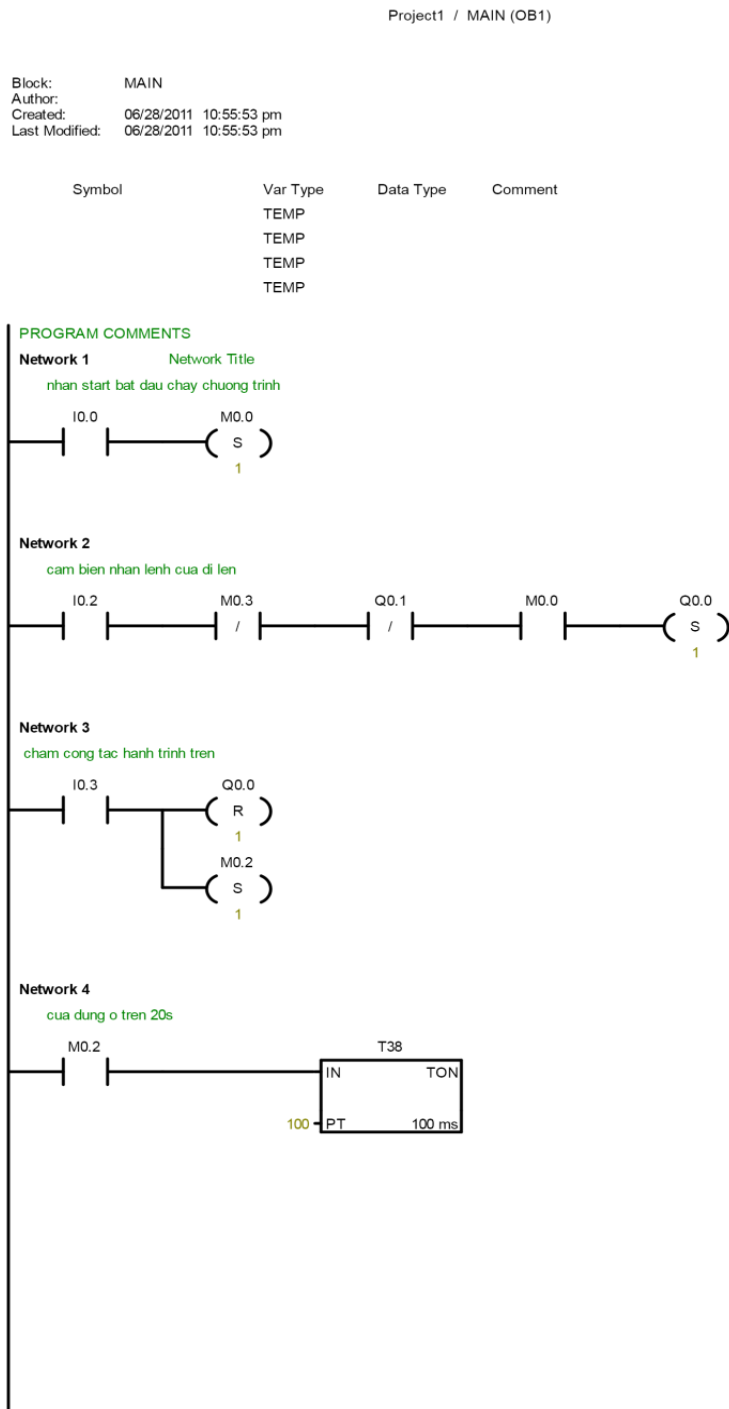 Project1 / MAIN (OB1)
Block: MAIN
Author:
Created: 06/28/2011 10:55:53 pm
Last Modified: 06/28/2011 10:55:53 pm
Symbol Var Type Data Type Comment
TEMP
TEMP
TEMP
TEMP
PROGRAM COMMENTS
Network 1 Network Title
nhan start bat dau chay chuong trinh
I0.0 M0.0
S
1
Network 2
cam bien nhan lenh cua di len
I0.2 M0.3 Q0.1 M0.0 Q0.0
/ / S
1
Network 3
cham cong tac hanh trinh tren
I0.3 Q0.0
R
1
M0.2
S
1
Network 4
cua dung o tren 20s
M0.2 T38
IN TON
100 PT 100 ms